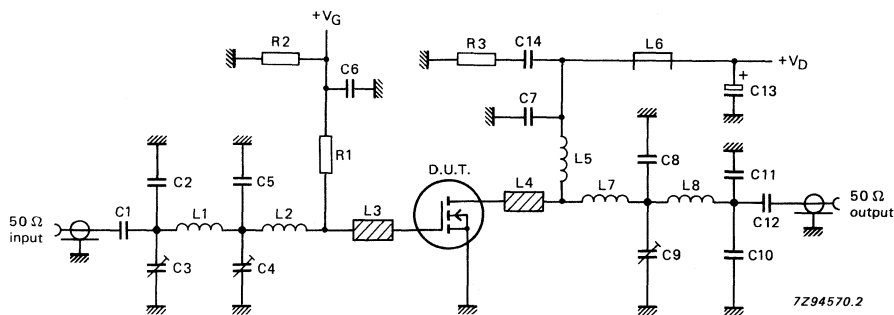 +VG
R2
C6
R1
R3
C14
L6
+VD
+
C13
C7
L5
D.U.T.
L4
C8
C11
L7
L8
50 Ω
output
C12
C9
C10
C2
C5
50 Ω
input
C1
L1
L2
L3
C3
C4
7Z94570.2